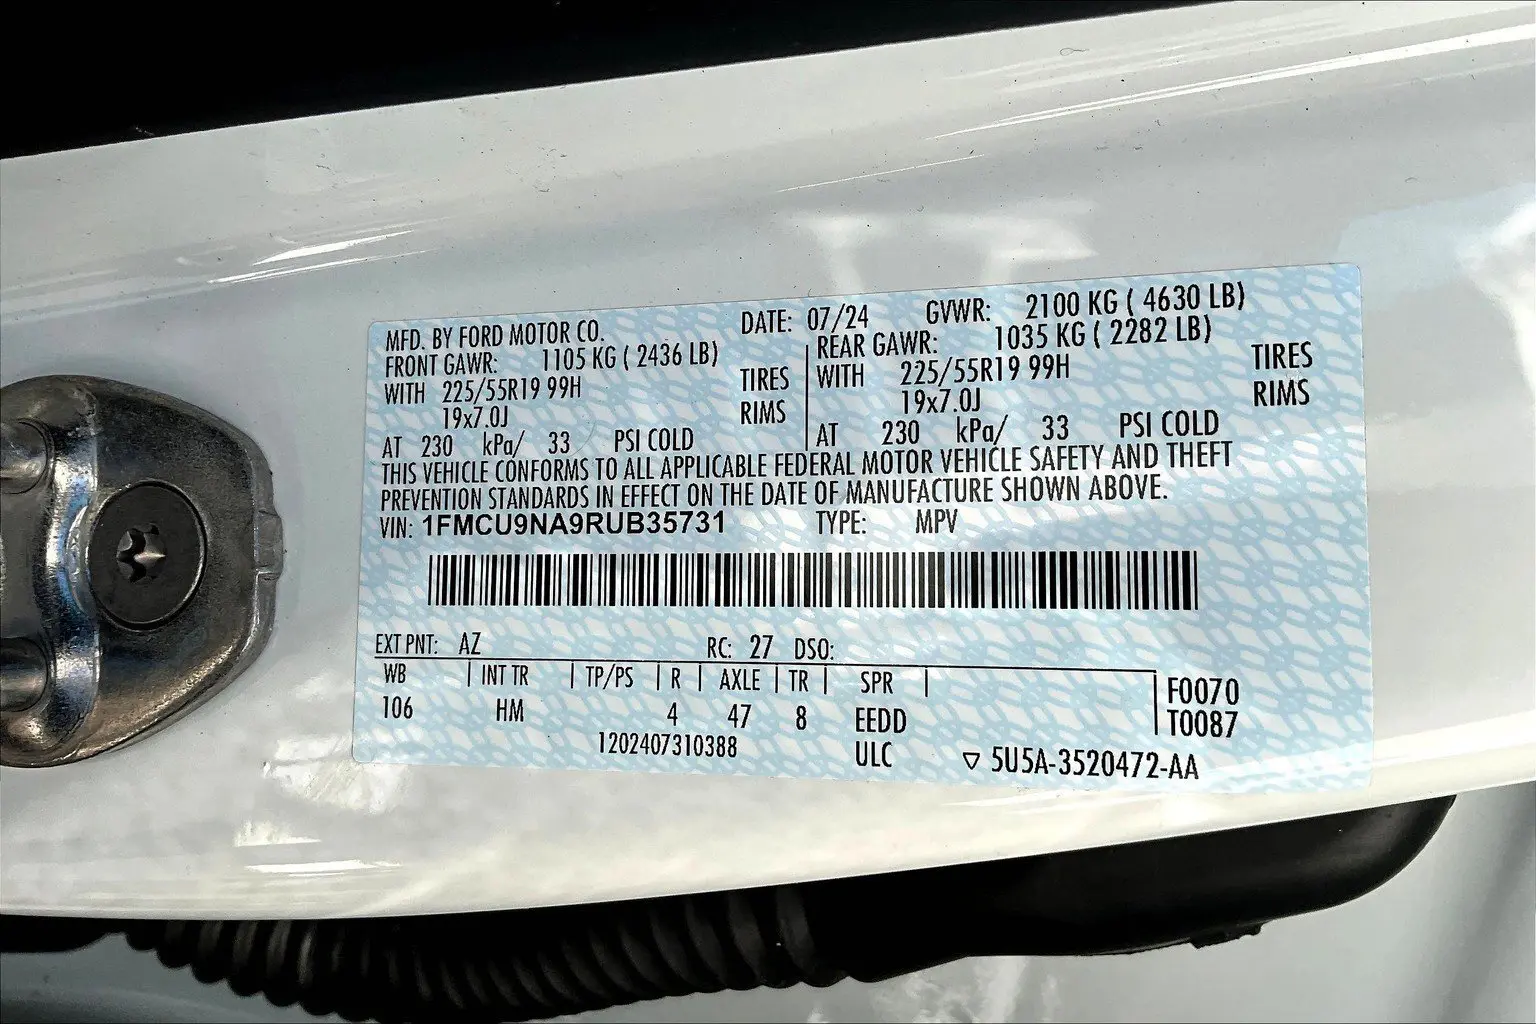 MFD. BY FORD MOTOR CO. DATE: 07/24 GVWR: 2100 KG ( 4630 LB)
FRONT GAWR: 1105 KG ( 2436 LB) REAR GAWR: 1035 KG ( 2282 LB)
WITH 225/55R19 99H TIRES WITH 225/55R19 99H TIRES
19x7.0J RIMS 19x7.0J RIMS
AT 230 kPa/ 33 PSI COLD AT 230 kPa/ 33 PSI COLD
THIS VEHICLE CONFORMS TO ALL APPLICABLE FEDERAL MOTOR VEHICLE SAFETY AND THEFT
PREVENTION STANDARDS IN EFFECT ON THE DATE OF MANUFACTURE SHOWN ABOVE.
VIN: 1FMCU9NA9RUB35731 TYPE: MPV
EXT PNT: AZ RC: 27 DSO:
WB INT TR TP/PS R AXLE TR SPR F0070
106 HM 4 47 8 EEDD T0087
1202407310388 ULC ▽ 5U5A-3520472-AA